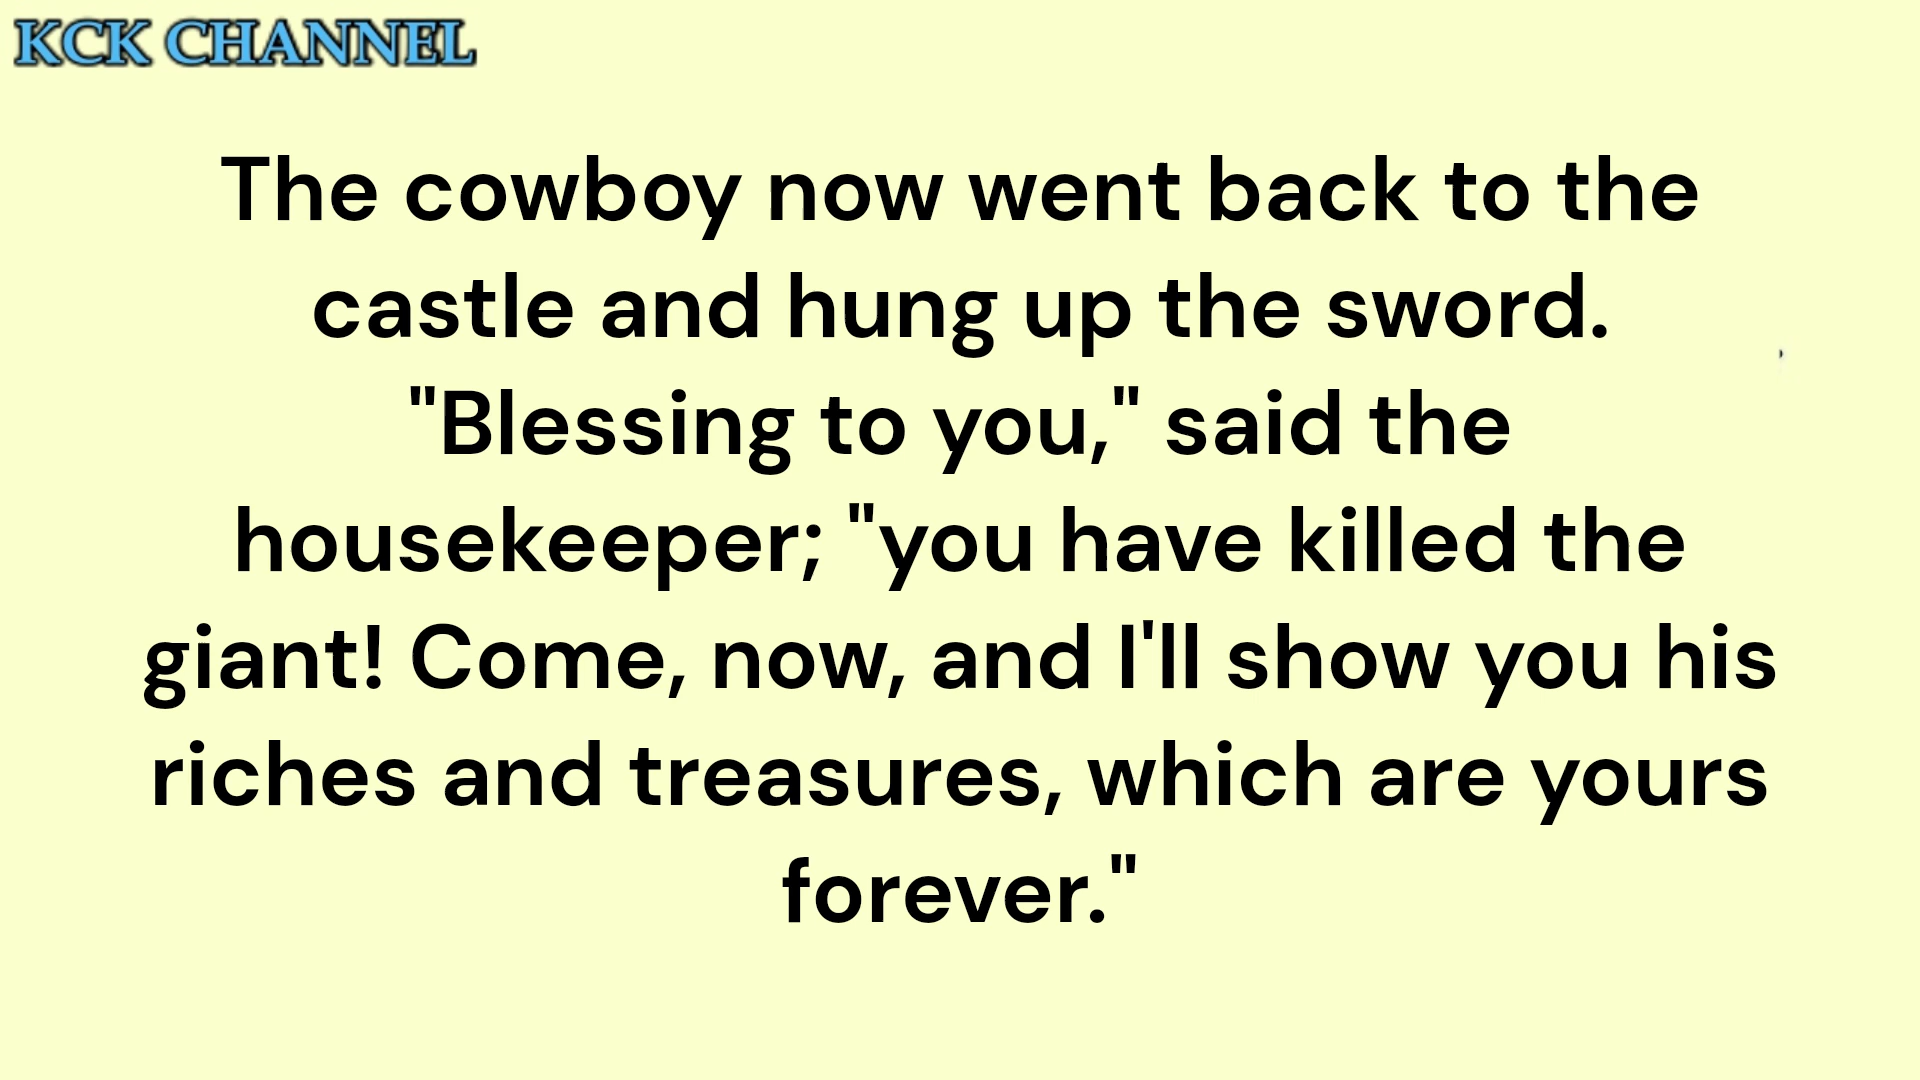 KCK CHANNEL
The cowboy now went back to the
castle and hung up the sword.
"Blessing to you," said the
housekeeper; "you have killed the
giant! Come, now, and I'll show you his
riches and treasures, which are yours
forever."